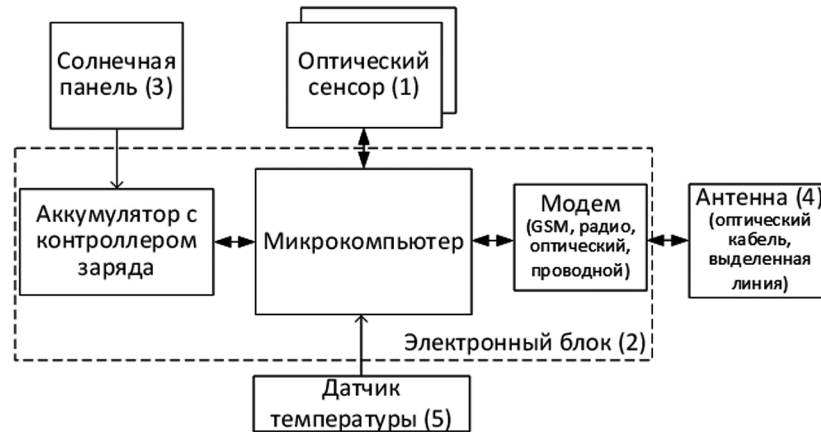 Солнечная
панель (3)
Оптический
сенсор (1)
Аккумулятор с
контроллером
заряда
Микрокомпьютер
Модем
(GSM, радио,
оптический,
проводной)
Антенна (4)
(оптический
кабель,
выделенная
линия)
Электронный блок (2)
Датчик
температуры (5)